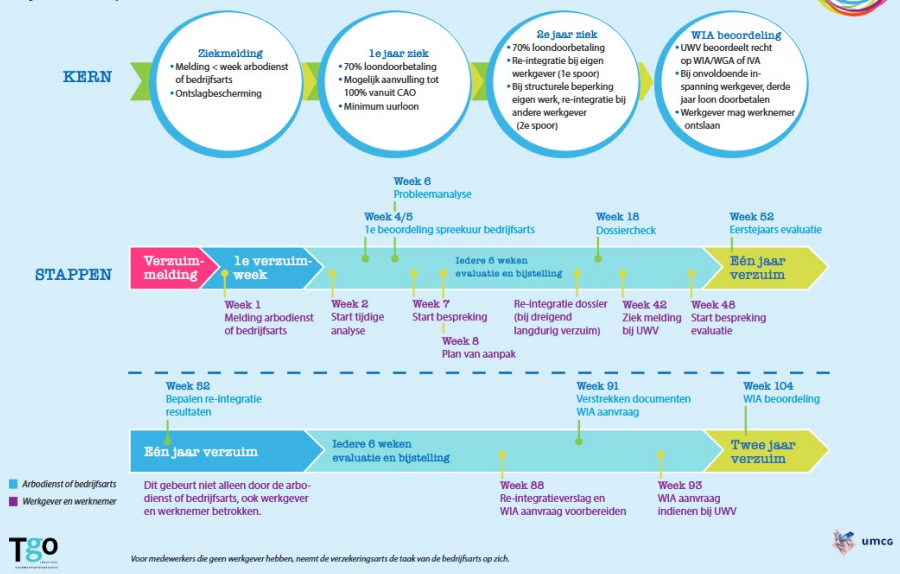 KERN
Ziekmelding
• Melding < week arbodienst
of bedrijfsarts
• Ontslagbescherming
1e jaar ziek
• 70% loondoorbetaling
• Mogelijk aanvulling tot
100% vanuit CAO
• Minimum uurloon
2e jaar ziek
• 70% loondoorbetaling
• Re-integratie bij eigen
werkgever (1e spoor)
• Bij structurele beperking
eigen werk, re-integratie bij
andere werkgever
(2e spoor)
WIA beoordeling
• UWV beoordeelt recht
op WIA/WGA of IVA
• Bij onvoldoende in-
spanning werkgever, derde
jaar loon doorbetalen
• Werkgever mag werknemer
ontslaan
STAPPEN
Week 6
Probleemanalyse
Week 4/5
1e beoordeling spreekuur bedrijfsarts
Week 18
Dossiercheck
Week 52
Eerstejaars evaluatie
Verzuim-
melding
1e verzuim-
week
Iedere 6 weken
evaluatie en bijstelling
Eén jaar
verzuim
Week 1
Melding arbodienst
of bedrijfsarts
Week 2
Start tijdige
analyse
Week 7
Start bespreking
Week 8
Plan van aanpak
Re-integratie dossier
(bij dreigend
langdurig verzuim)
Week 42
Ziek melding
bij UWV
Week 48
Start bespreking
evaluatie
Week 52
Bepalen re-integratie
resultaten
Week 91
Verstrekken documenten
WIA aanvraag
Week 104
WIA beoordeling
Eén jaar verzuim
Iedere 6 weken
evaluatie en bijstelling
Twee jaar
verzuim
Arbodienst of bedrijfsarts
Werkgever en werknemer
Dit gebeurt niet alleen door de arbo-
dienst of bedrijfsarts, ook werkgever
en werknemer betrokken.
Week 88
Re-integratieverslag en
WIA aanvraag voorbereiden
Week 93
WIA aanvraag
indienen bij UWV
Tgo
umcg
Voor medewerkers die geen werkgever hebben, neemt de verzekeringsarts de taak van de bedrijfsarts op zich.